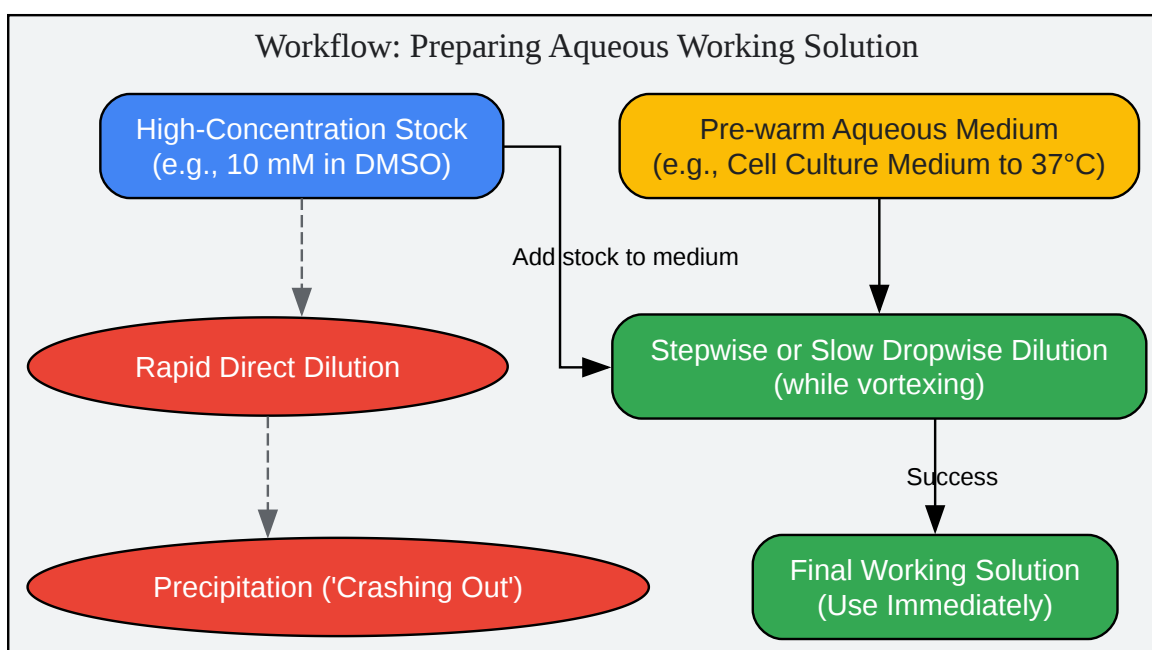 Workflow: Preparing Aqueous Working Solution
High-Concentration Stock
(e.g., 10 mM in DMSO)
Pre-warm Aqueous Medium
(e.g., Cell Culture Medium to 37°C)
Add stock to medium
Rapid Direct Dilution
Stepwise or Slow Dropwise Dilution
(while vortexing)
Success
Precipitation ('Crashing Out')
Final Working Solution
(Use Immediately)